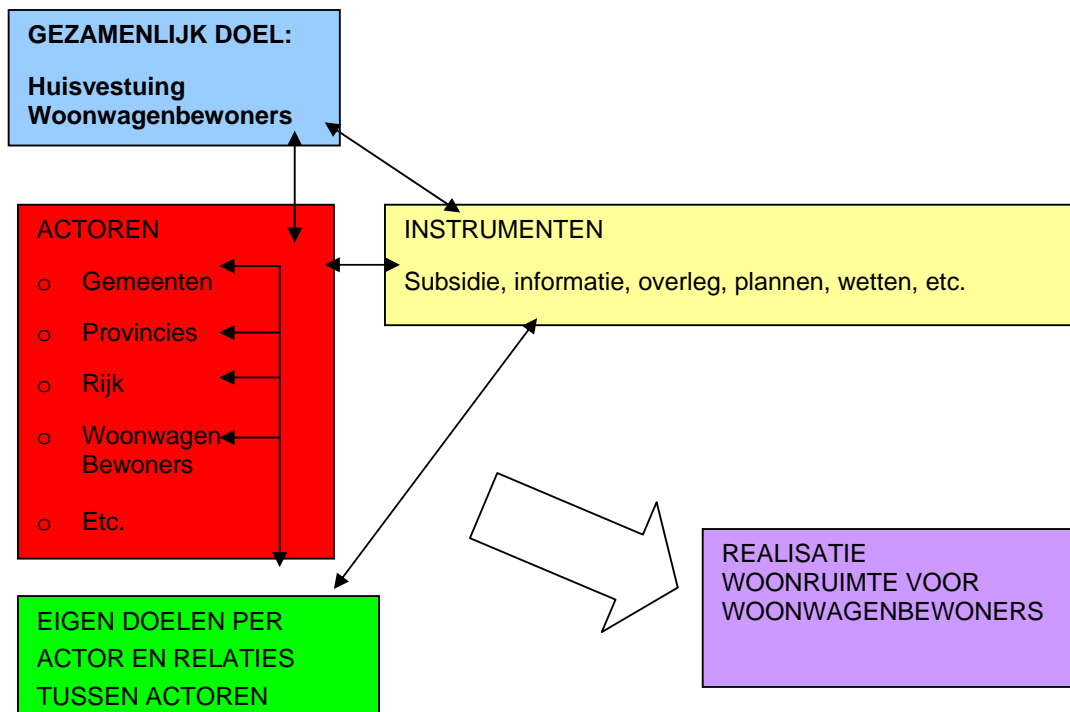 GEZAMENLIJK DOEL:
Huisvestuing
Woonwagenbewoners
ACTOREN
o Gemeenten
o Provincies
o Rijk
o Woonwagen
Bewoners
o Etc.
INSTRUMENTEN
Subsidie, informatie, overleg, plannen, wetten, etc.
EIGEN DOELEN PER
ACTOR EN RELATIES
TUSSEN ACTOREN
REALISATIE
WOONRUIMTE VOOR
WOONWAGENBEWONERS